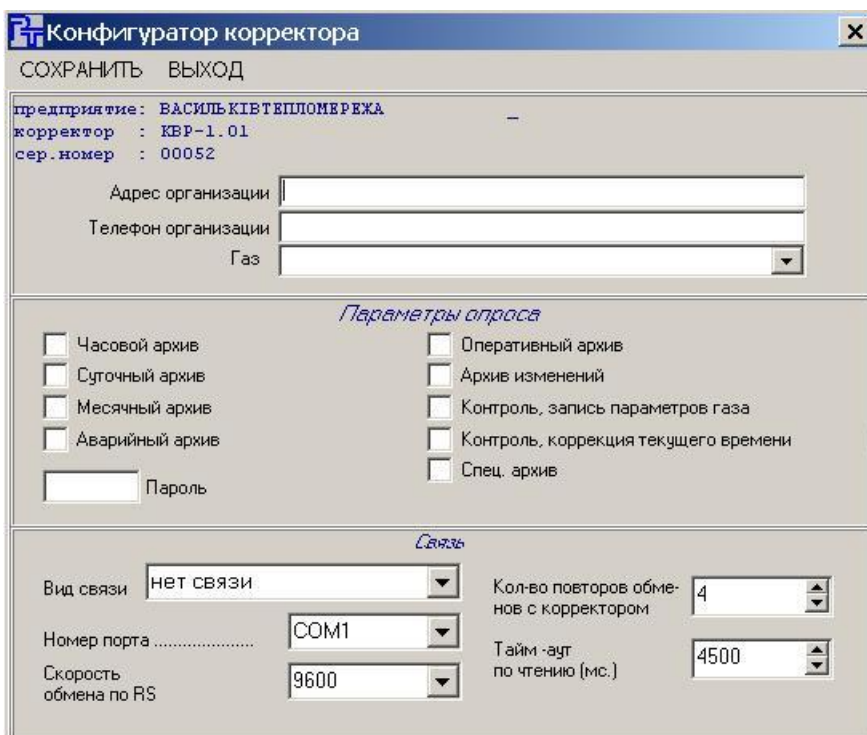 Конфигуратор корректора
СОХРАНИТЬ ВЫХОД
предприятие: ВАСИЛЬКІВТЕПЛОМЕРЕЖА
корректор : КВР-1.01
сер.номер : 00052
Адрес организации
Телефон организации
Газ
Параметры опроса
Часовой архив
Оперативный архив
Суточный архив
Архив изменений
Месячный архив
Контроль, запись параметров газа
Аварийный архив
Контроль, коррекция текущего времени
Спец. архив
Пароль
Связь
Вид связи нет связи
Кол-во повторов обме-
нов с корректором 4
Номер порта ..................... COM1
Тайм -аут
по чтению (мс.) 4500
Скорость
обмена по RS 9600